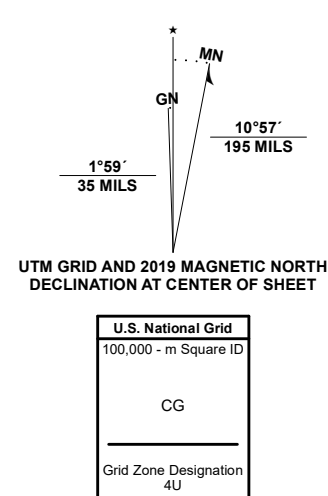 ★
MN
GN
10°57´
195 MILS
1°59´
35 MILS
UTM GRID AND 2019 MAGNETIC NORTH
DECLINATION AT CENTER OF SHEET
U.S. National Grid
100,000 - m Square ID
CG
Grid Zone Designation
4U